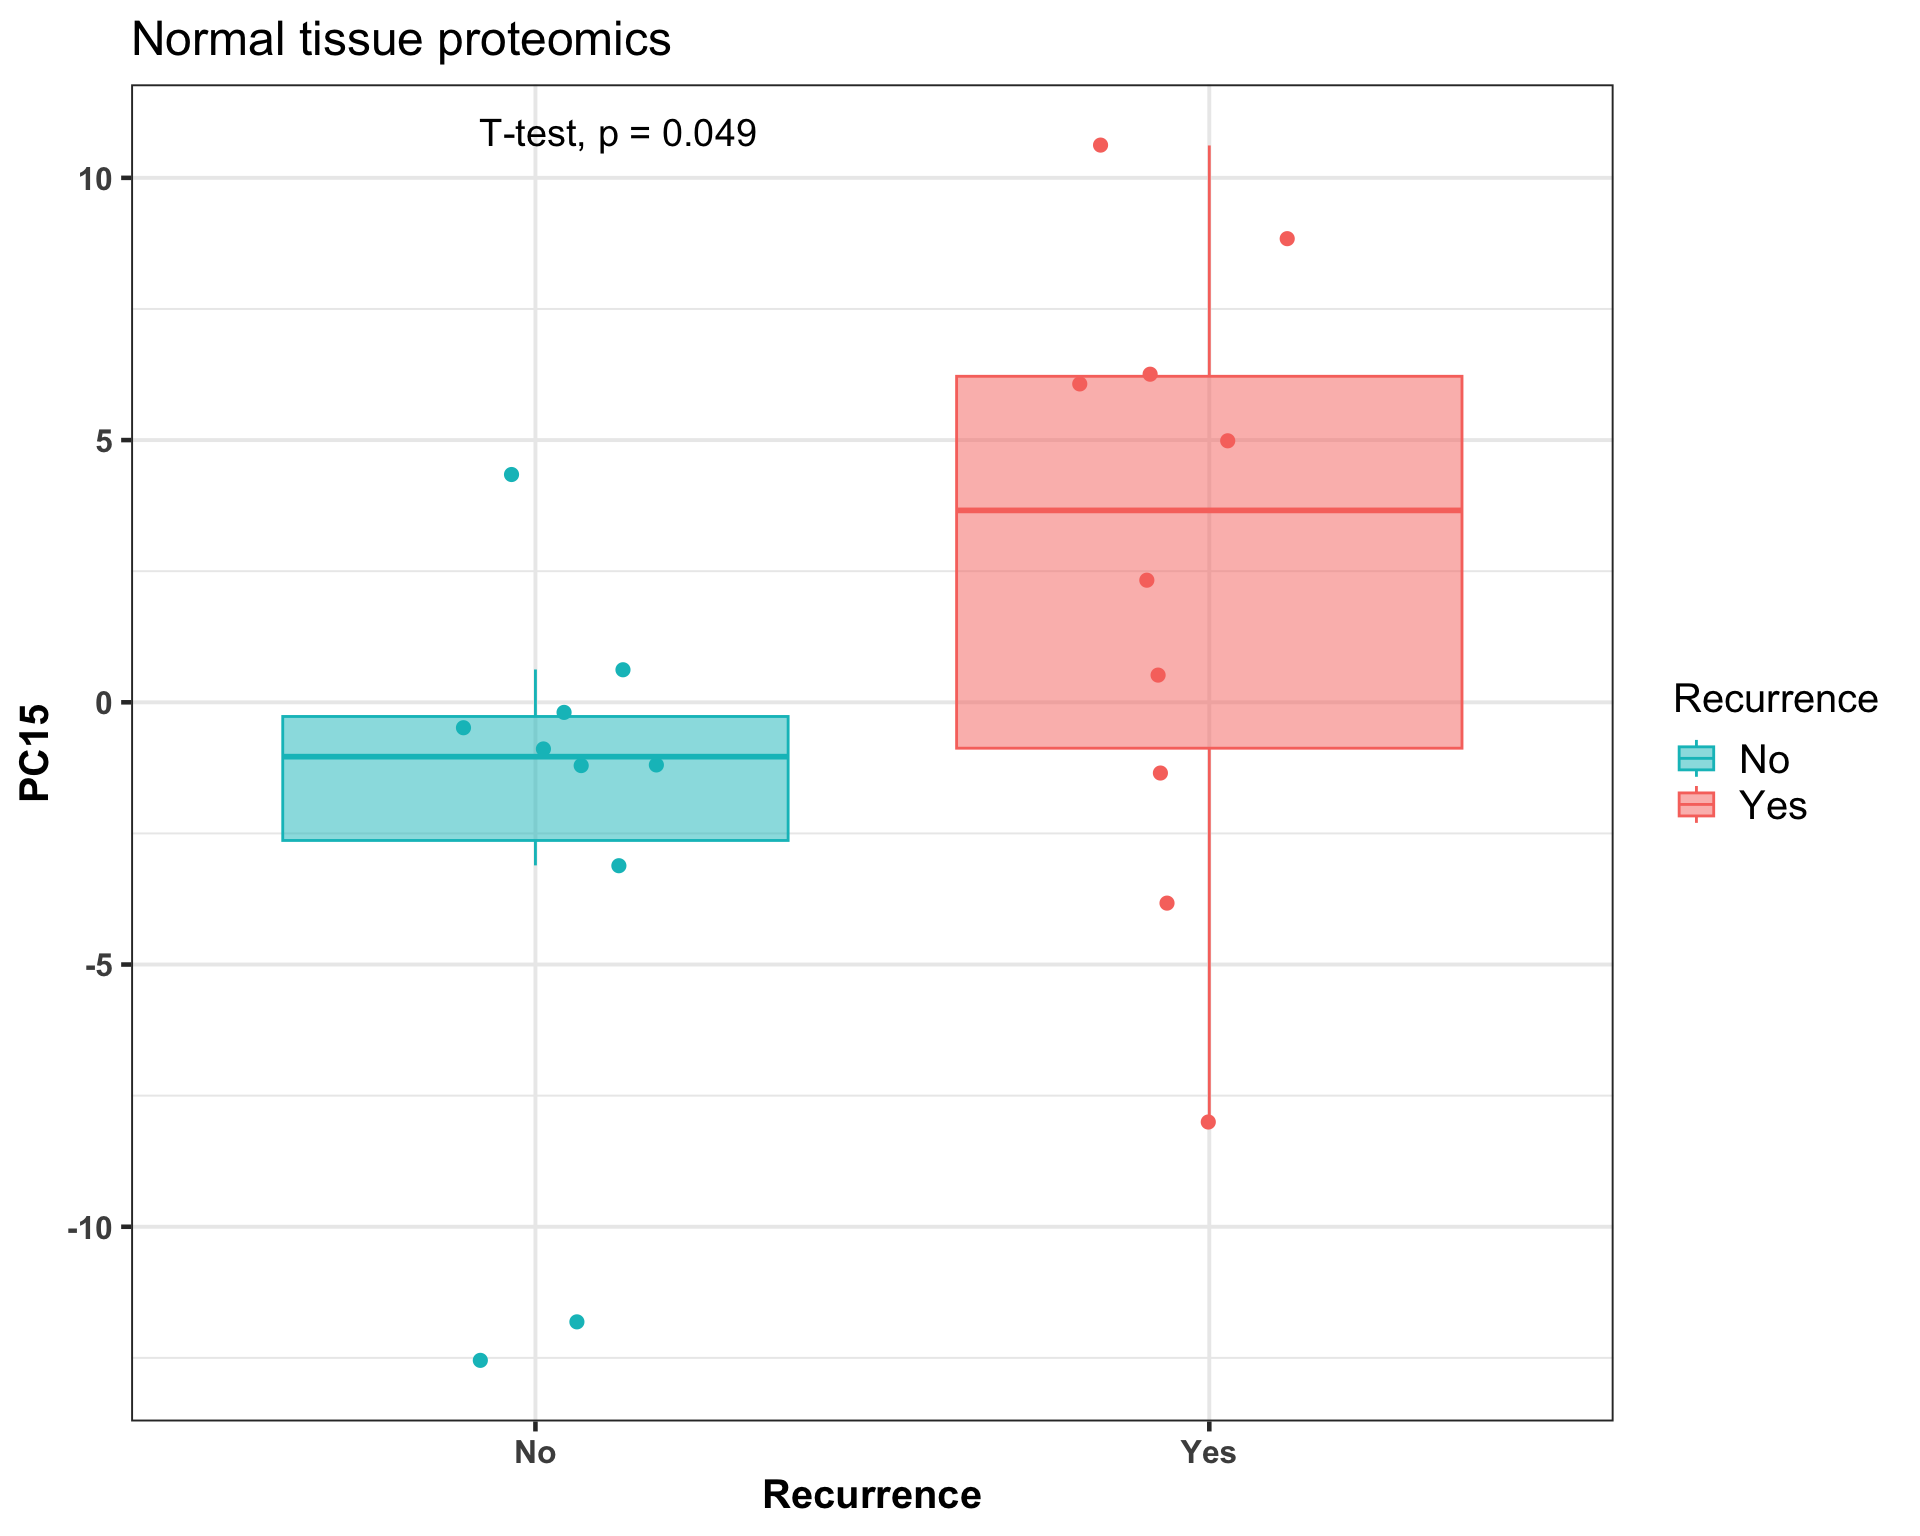 Normal tissue proteomics
T-test, p = 0.049
10
5
0
-5
-10
PC15
No
Yes
Recurrence
Recurrence
No
Yes